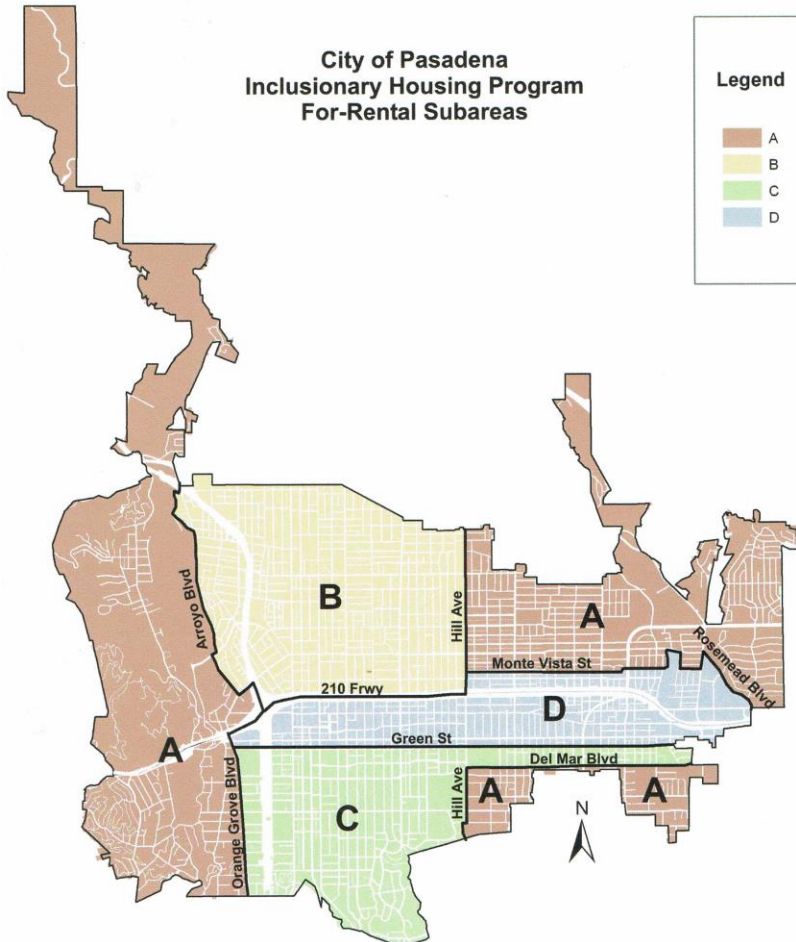 City of Pasadena
Inclusionary Housing Program
For-Rental Subareas
Legend
A
B
C
D
Arroyo Blvd
B
Hill Ave
A
Rosemead Blvd
Monte Vista St
210 Frwy
D
Green St
A
Orange Grove Blvd
Del Mar Blvd
Hill Ave
A
A
C
N